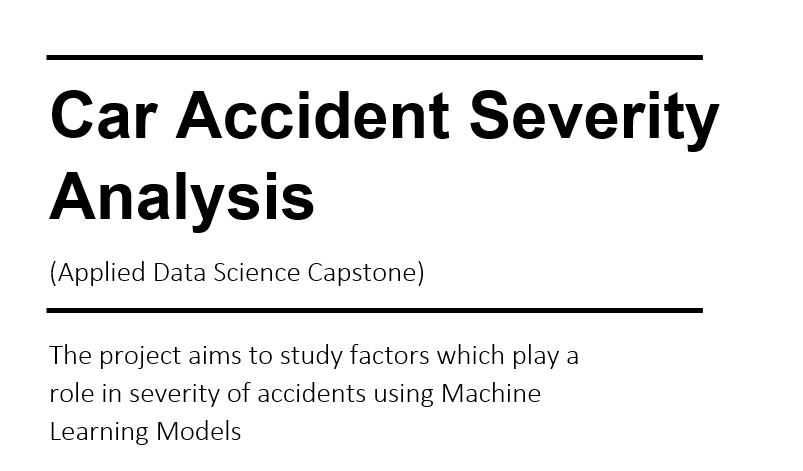 Car Accident Severity
Analysis
(Applied Data Science Capstone)
The project aims to study factors which play a
role in severity of accidents using Machine
Learning Models